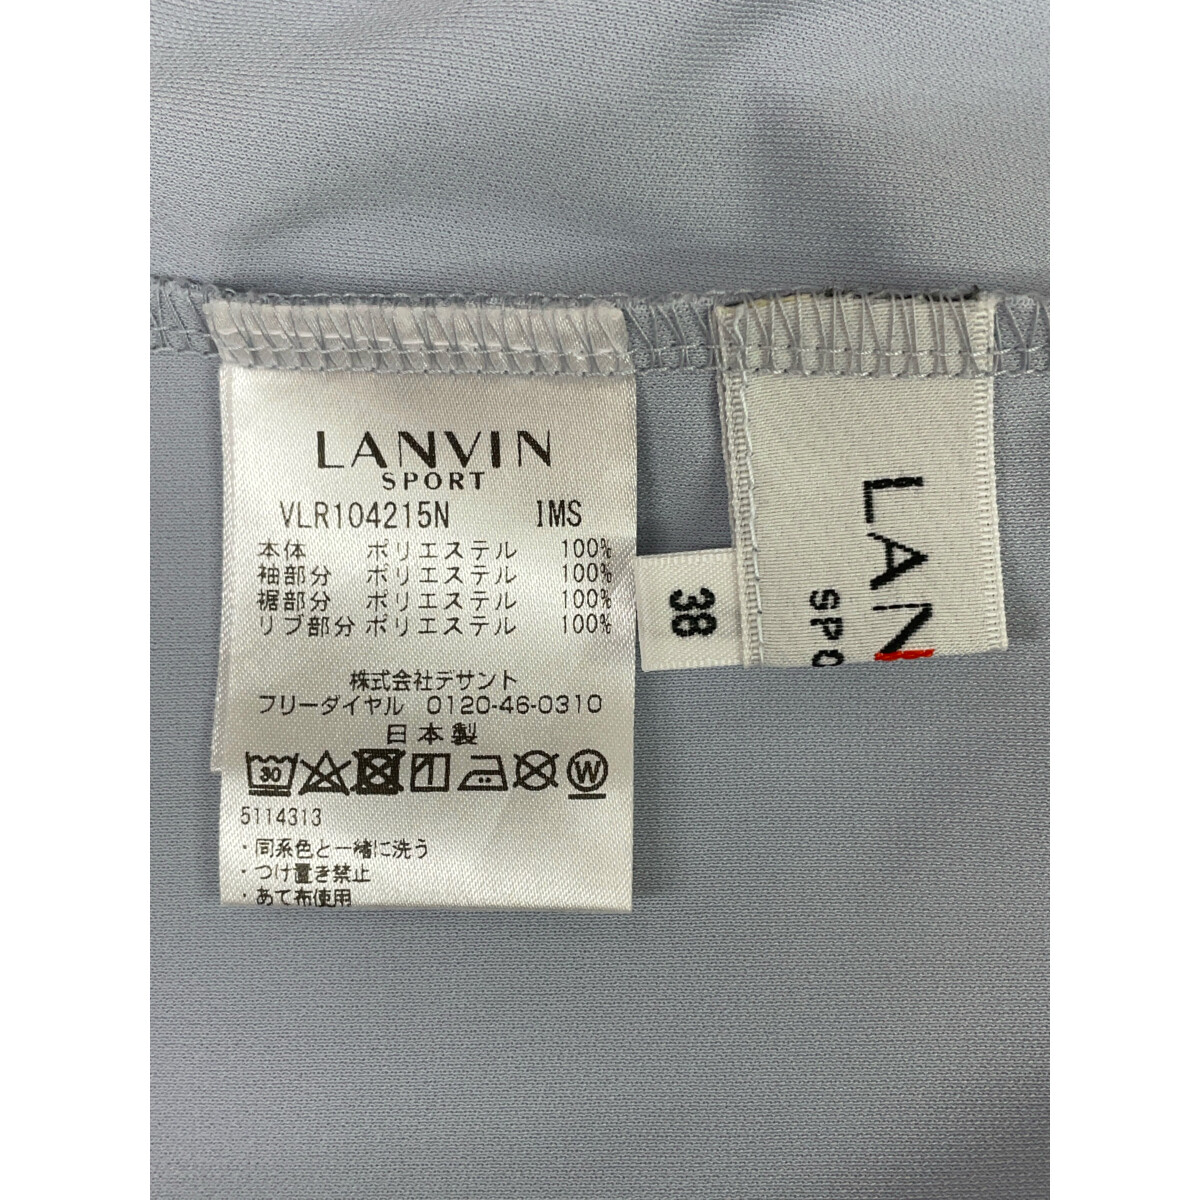 LANVIN
SPORT
VLR104215N IMS
本体 ポリエステル 100%
袖部分 ポリエステル 100%
裾部分 ポリエステル 100%
リブ部分 ポリエステル 100%
株式会社デサント
フリーダイヤル 0120-46-0310
日本製
30 W
5114313
・同系色と一緒に洗う
・つけ置き禁止
・あて布使用
38
LAN
SPO